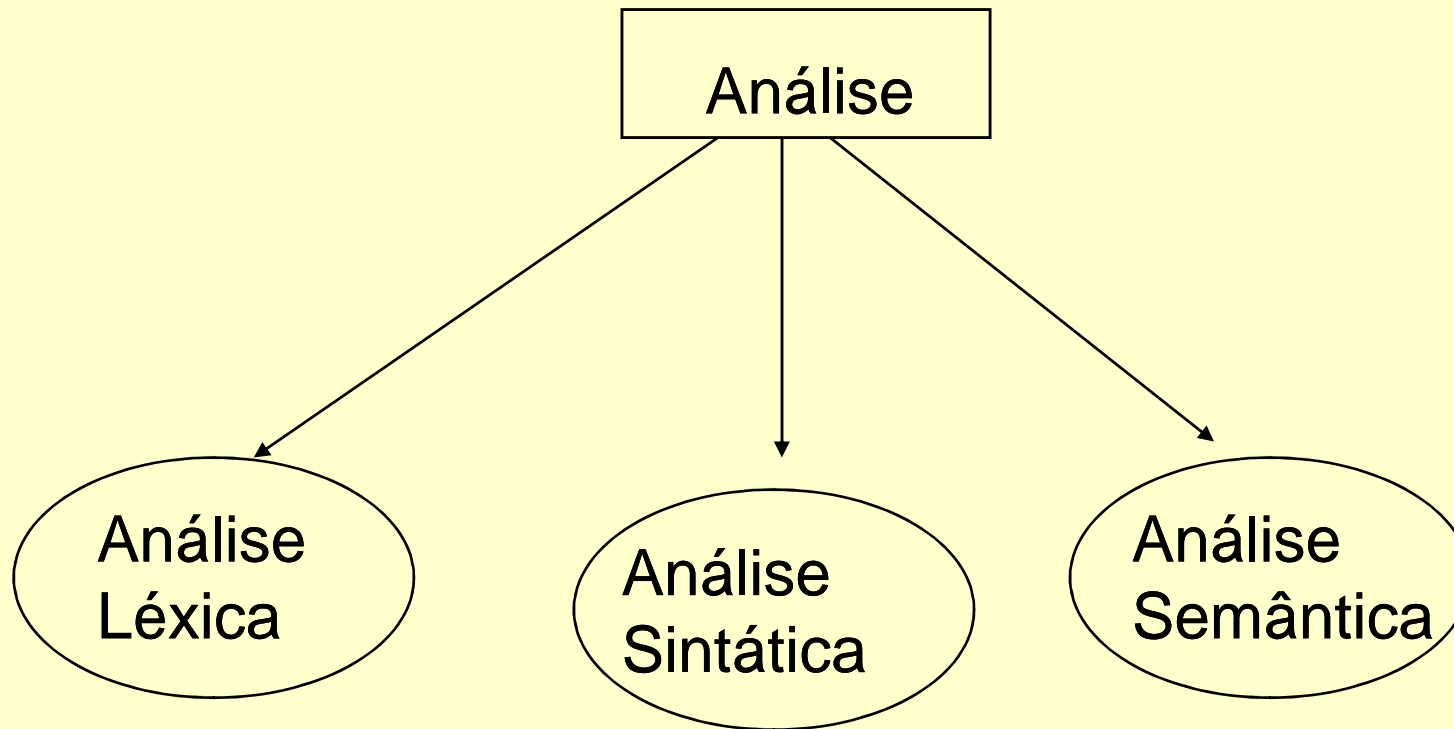 Análise
Análise
Léxica
Análise
Sintática
Análise
Semântica